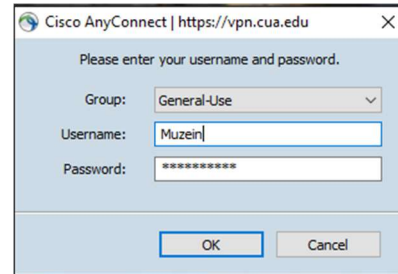 Cisco AnyConnect | https://vpn.cua.edu
Please enter your username and password.
Group: General-Use
Username: Muzein
Password: **********
OK Cancel